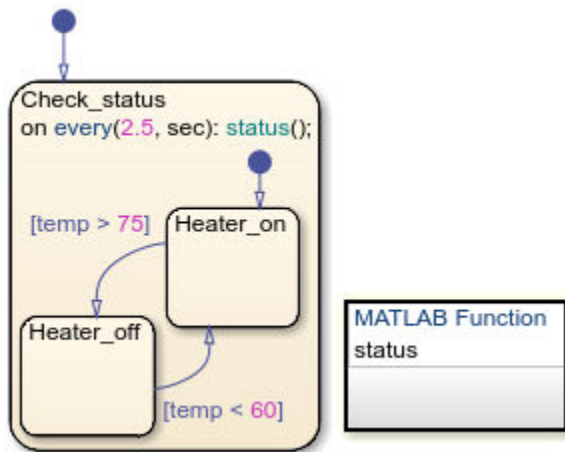 Check_status
on every(2.5, sec): status();
[temp > 75]
Heater_on
Heater_off
[temp < 60]
MATLAB Function
status